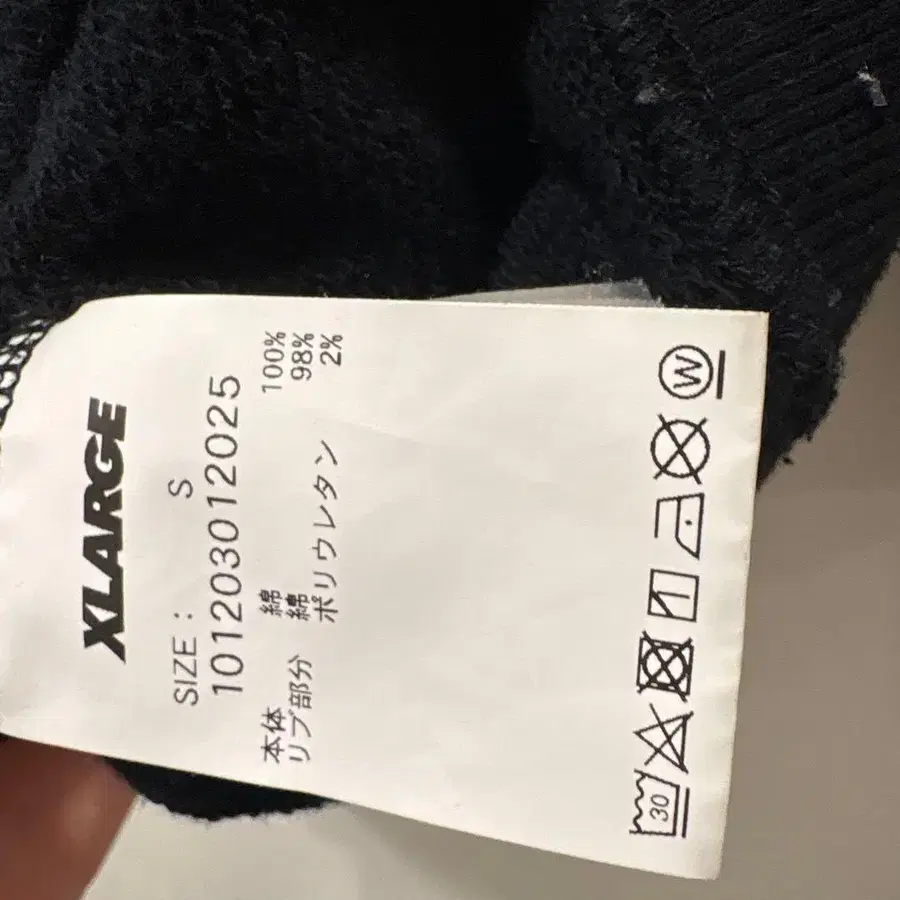 XLARGE
SIZE : S
101203012025
本体 綿 100%
リブ部分 綿 98%
ポリウレタン 2%
30
W